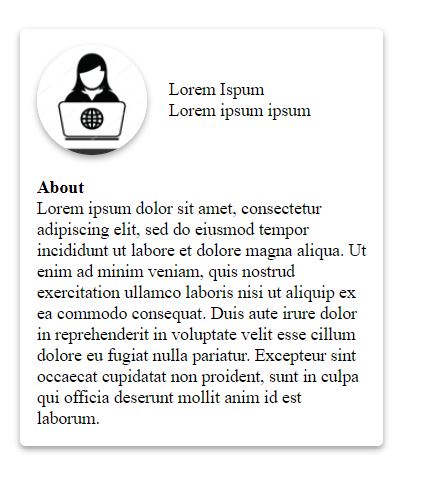 Lorem Ispum
Lorem ipsum ipsum
About
Lorem ipsum dolor sit amet, consectetur
adipiscing elit, sed do eiusmod tempor
incididunt ut labore et dolore magna aliqua. Ut
enim ad minim veniam, quis nostrud
exercitation ullamco laboris nisi ut aliquip ex
ea commodo consequat. Duis aute irure dolor
in reprehenderit in voluptate velit esse cillum
dolore eu fugiat nulla pariatur. Excepteur sint
occaecat cupidatat non proident, sunt in culpa
qui officia deserunt mollit anim id est
laborum.